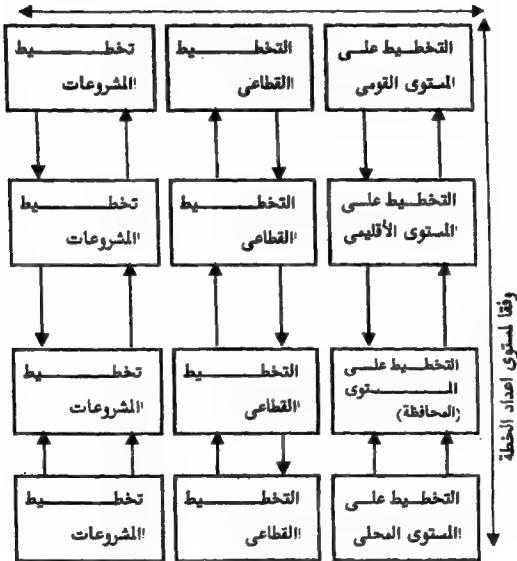 التخطيط على
المستوى القومى
التخطيط
القطاعى
تخطيط
المشروعات
التخطيط على
المستوى الأقليمى
التخطيط
القطاعى
تخطيط
المشروعات
التخطيط على
المستوى
(المحافظة)
التخطيط
القطاعى
تخطيط
المشروعات
التخطيط على
المستوى المحلى
التخطيط
القطاعى
تخطيط
المشروعات
وفقا لمستوى اعداد الخطة